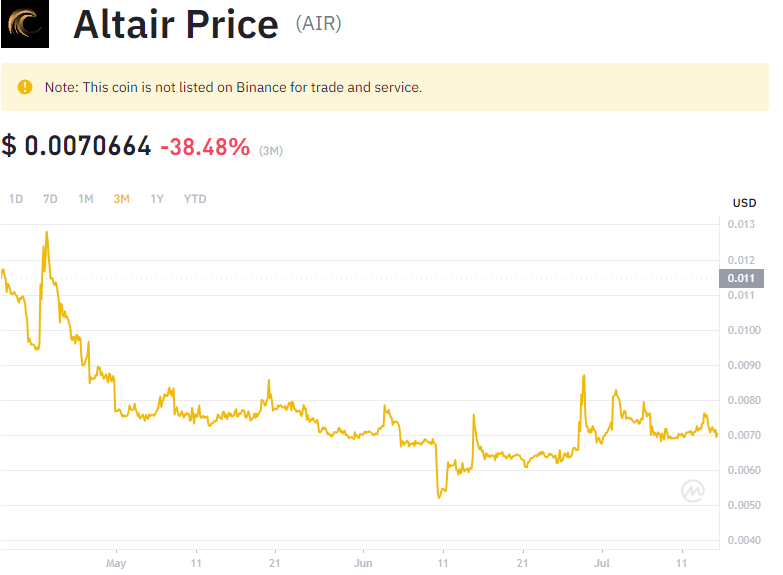 Altair Price (AIR)
Note: This coin is not listed on Binance for trade and service.
$ 0.0070664 -38.48% (3M)
1D 7D 1M 3M 1Y YTD
USD
0.013
0.012
0.011
0.011
0.0100
0.0090
0.0080
0.0070
0.0060
0.0050
0.0040
May 11 21 Jun 11 21 Jul 11